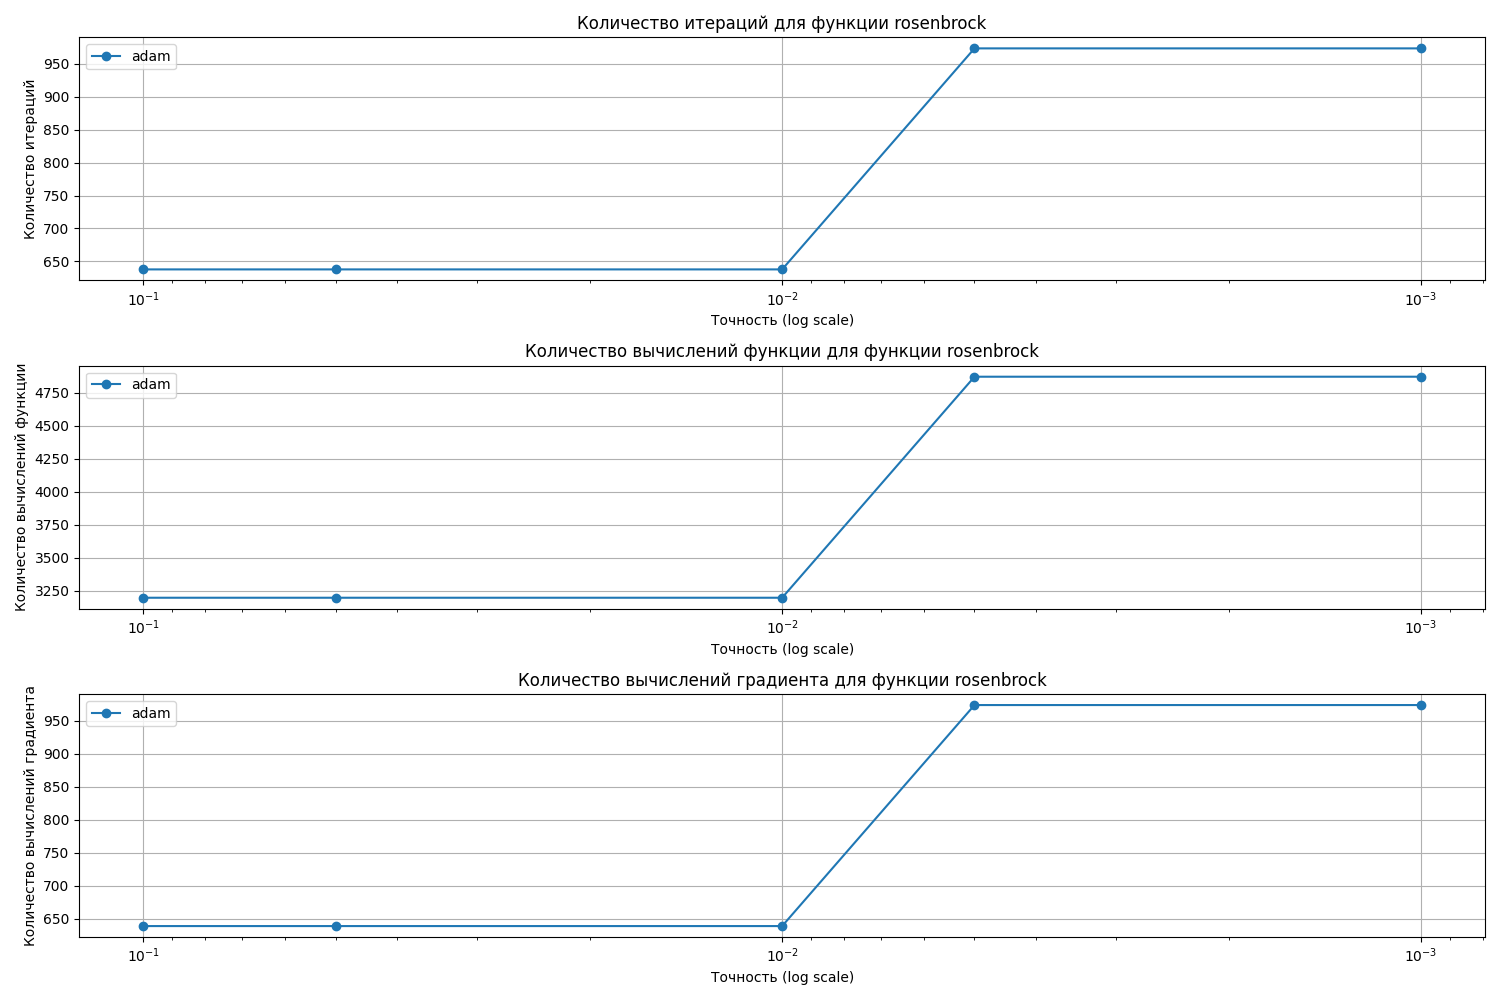 Количество итераций для функции rosenbrock
adam
Количество итераций
950
900
850
800
750
700
650
10⁻¹
10⁻²
10⁻³
Точность (log scale)
Количество вычислений функции для функции rosenbrock
adam
Количество вычислений функции
4750
4500
4250
4000
3750
3500
3250
10⁻¹
10⁻²
10⁻³
Точность (log scale)
Количество вычислений градиента для функции rosenbrock
adam
Количество вычислений градиента
950
900
850
800
750
700
650
10⁻¹
10⁻²
10⁻³
Точность (log scale)